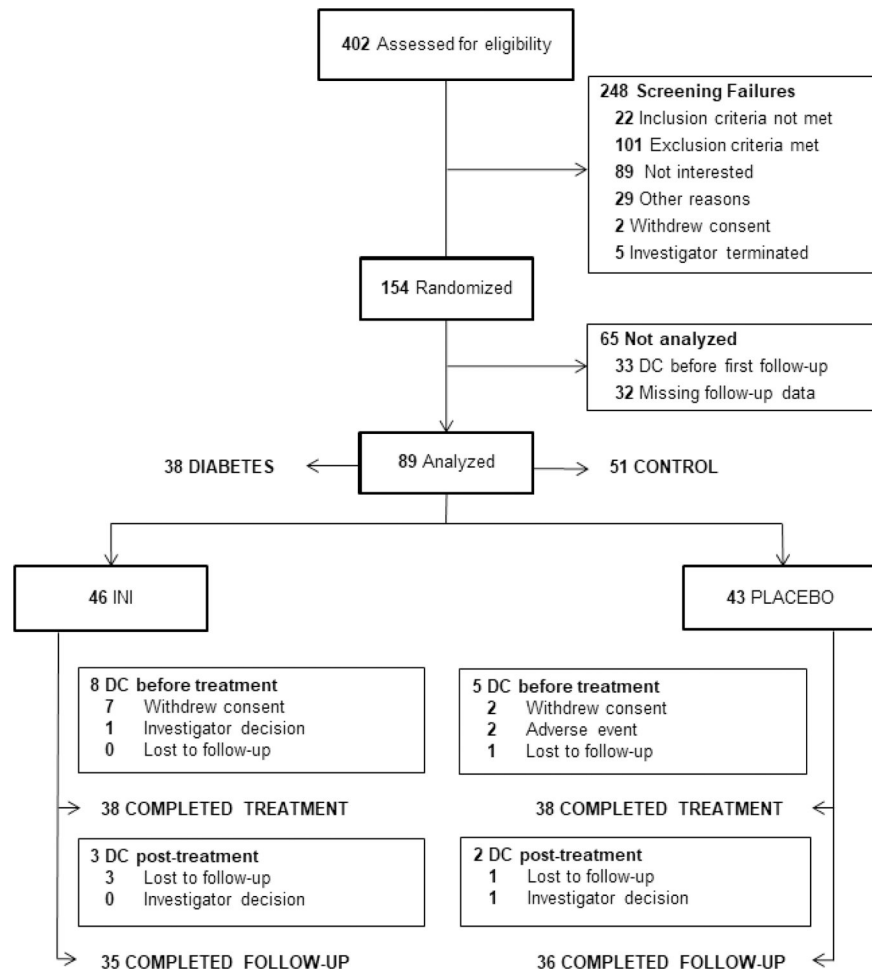 402 Assessed for eligibility
248 Screening Failures
22 Inclusion criteria not met
101 Exclusion criteria met
89 Not interested
29 Other reasons
2 Withdrew consent
5 Investigator terminated
154 Randomized
65 Not analyzed
33 DC before first follow-up
32 Missing follow-up data
38 DIABETES
89 Analyzed
51 CONTROL
46 INI
43 PLACEBO
8 DC before treatment
7 Withdrew consent
1 Investigator decision
0 Lost to follow-up
5 DC before treatment
2 Withdrew consent
2 Adverse event
1 Lost to follow-up
38 COMPLETED TREATMENT
38 COMPLETED TREATMENT
3 DC post-treatment
3 Lost to follow-up
0 Investigator decision
2 DC post-treatment
1 Lost to follow-up
1 Investigator decision
35 COMPLETED FOLLOW-UP
36 COMPLETED FOLLOW-UP